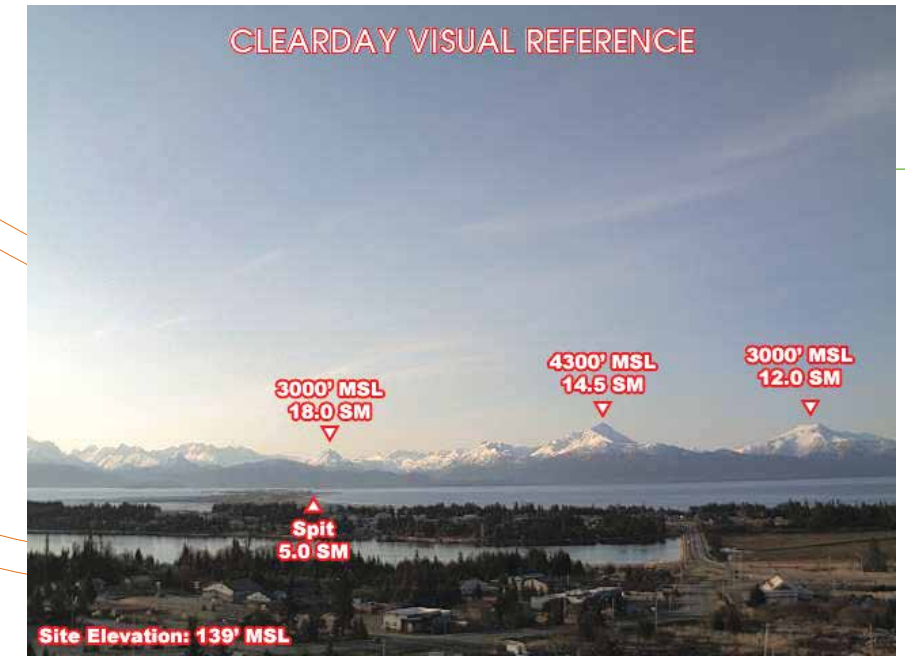 CLEARDAY VISUAL REFERENCE
4300' MSL
14.5 SM
3000' MSL
12.0 SM
3000' MSL
18.0 SM
Spit
5.0 SM
Site Elevation: 139' MSL